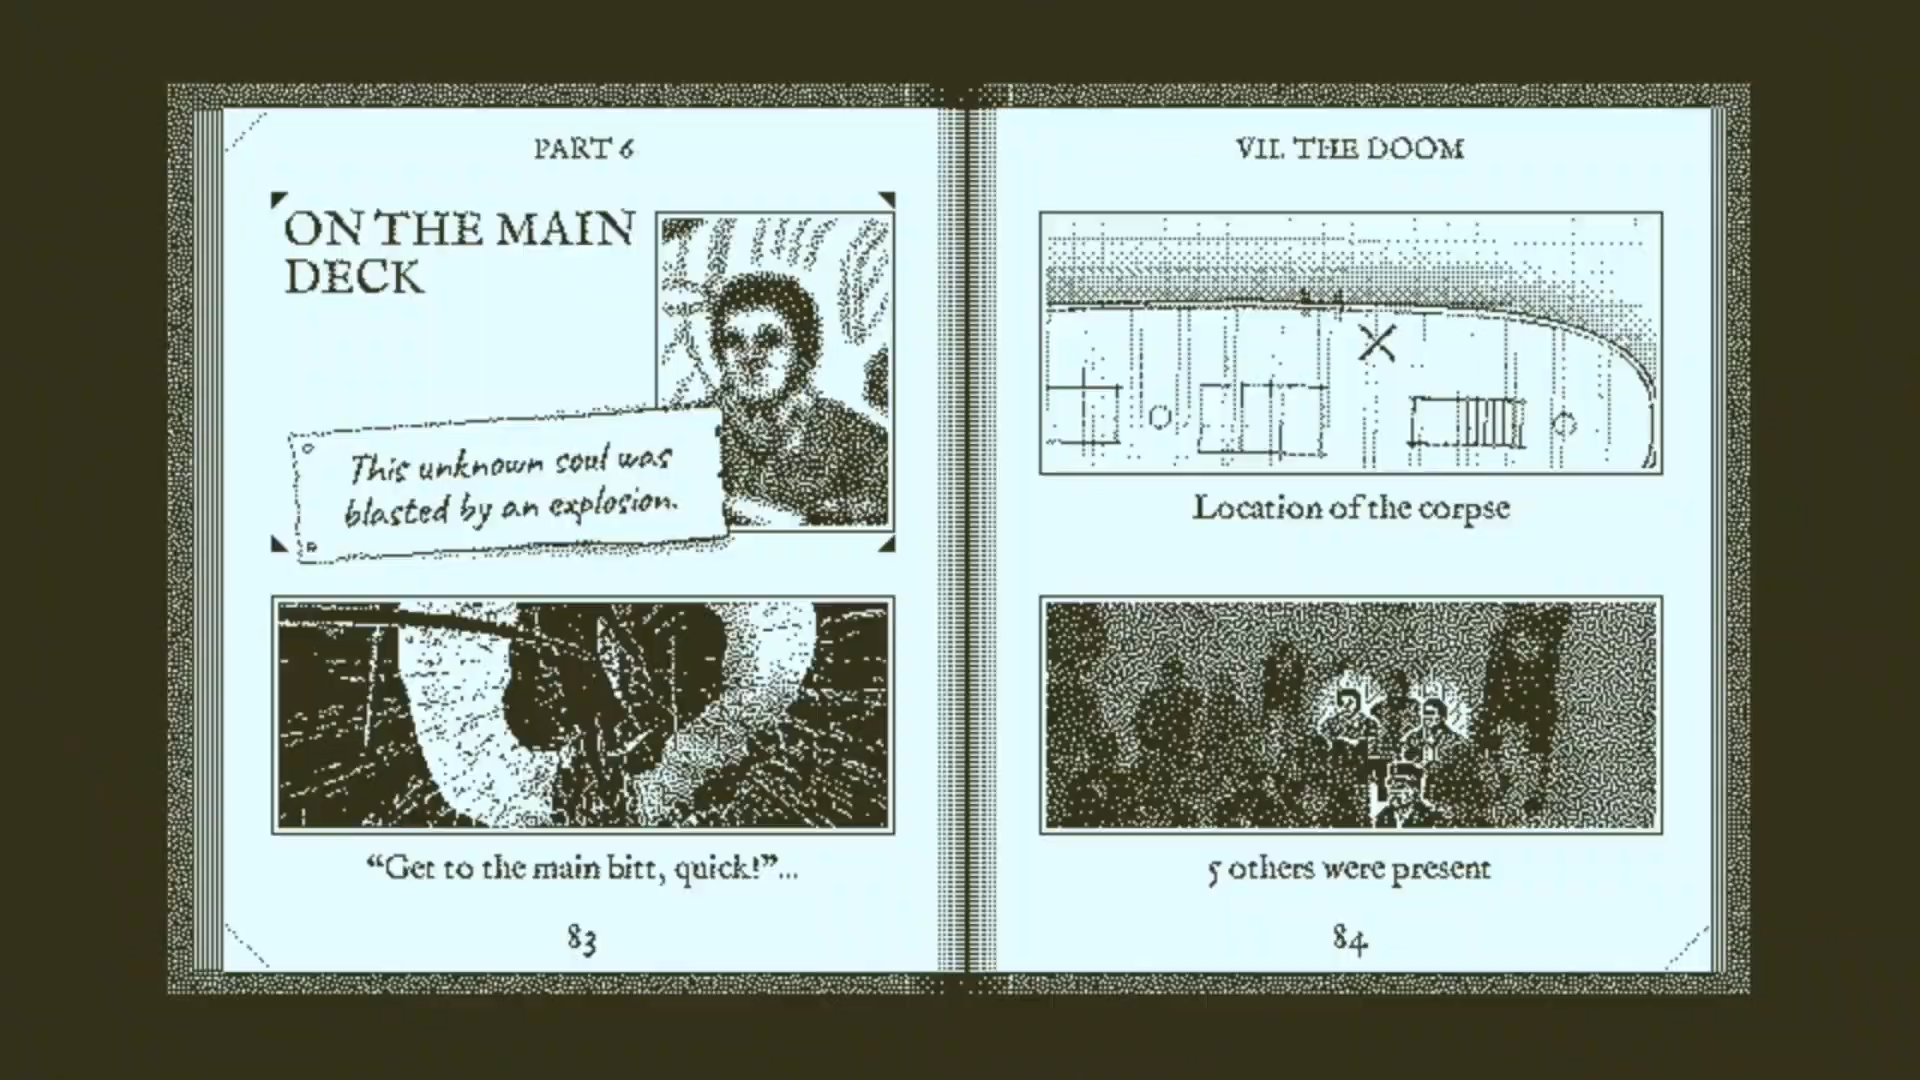 PART 6
ON THE MAIN
DECK
This unknown soul was
blasted by an explosion.
“Get to the main bitt, quick!”...
83
VII. THE DOOM
Location of the corpse
5 others were present
84